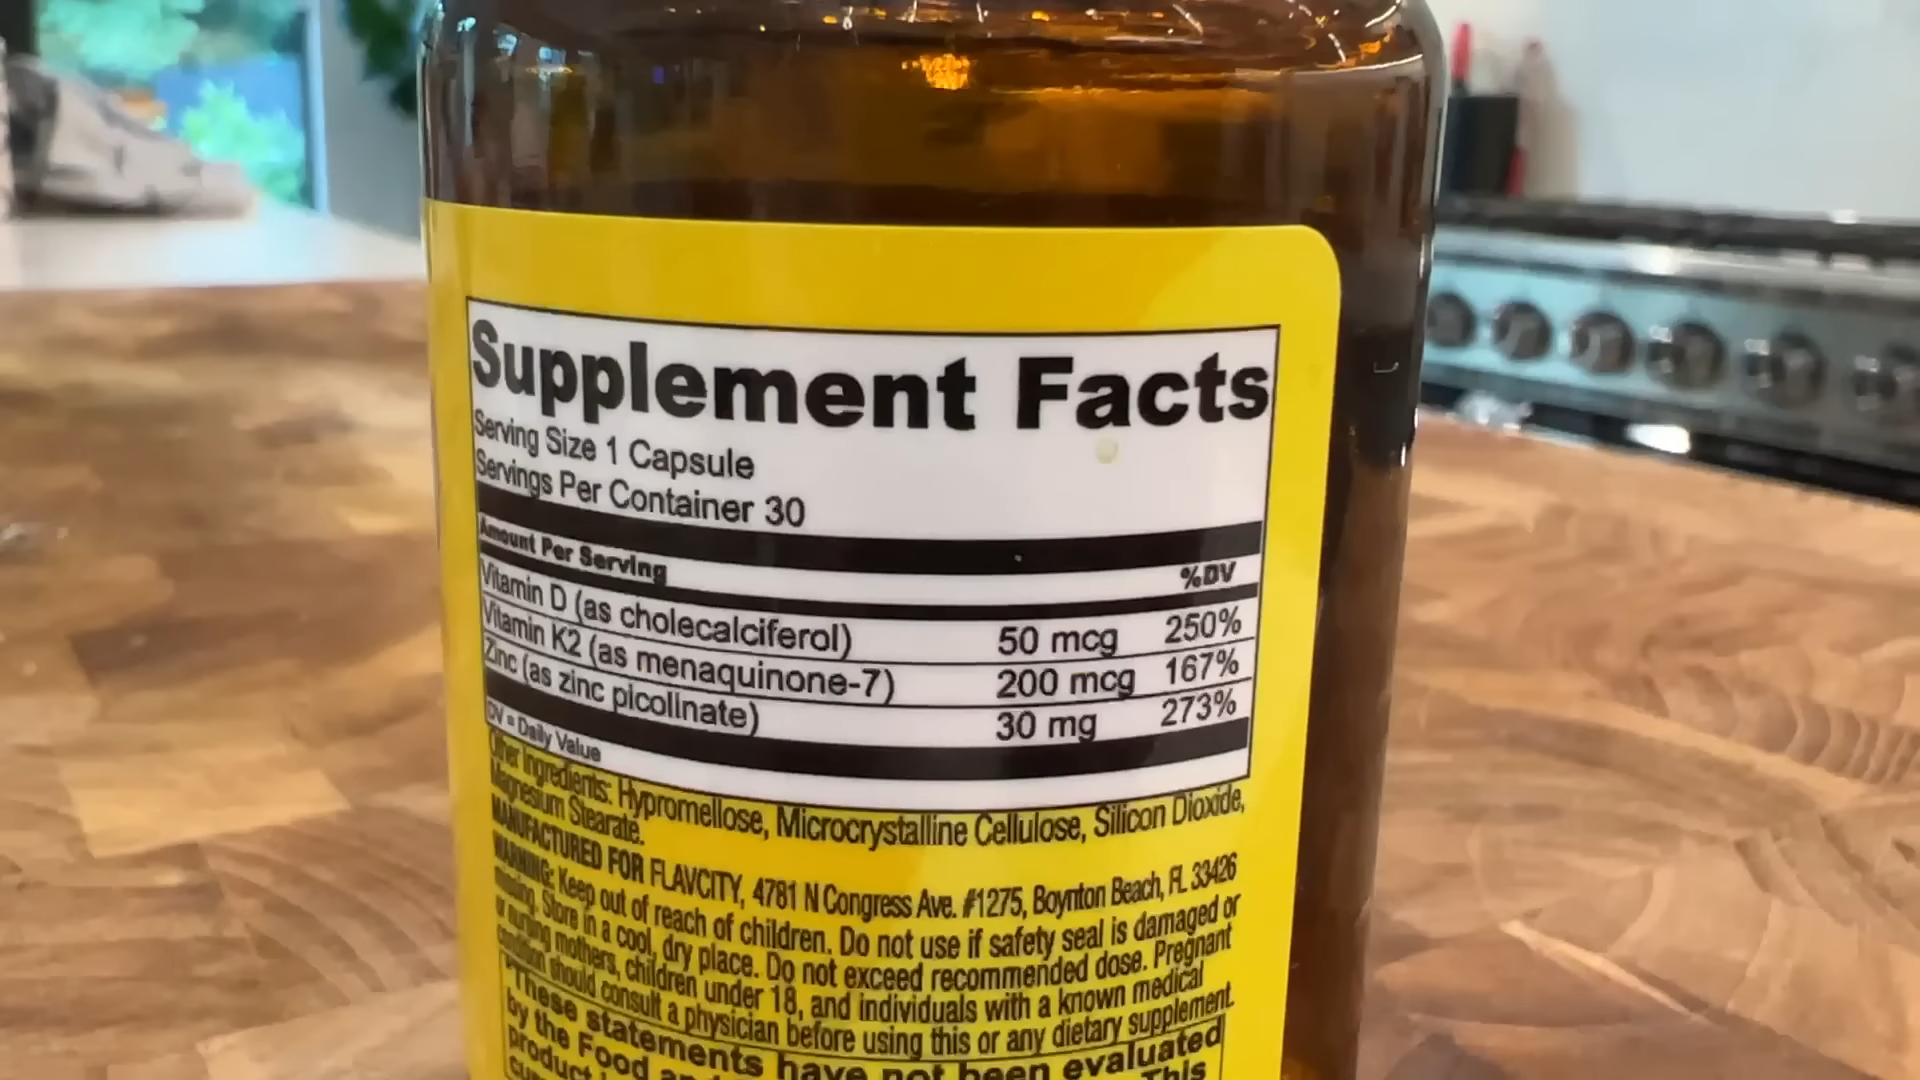 Supplement Facts
Serving Size 1 Capsule
Servings Per Container 30
Amount Per Serving %DV
Vitamin D (as cholecalciferol) 50 mcg 250%
Vitamin K2 (as menaquinone-7) 200 mcg 167%
Zinc (as zinc picolinate) 30 mg 273%
DV = Daily Value
Other Ingredients: Hypromellose, Microcrystalline Cellulose, Silicon Dioxide,
Magnesium Stearate.
MANUFACTURED FOR FLAVCITY, 4781 N Congress Ave. #1275, Boynton Beach, FL 33426
WARNING: Keep out of reach of children. Do not use if safety seal is damaged or
missing. Store in a cool, dry place. Do not exceed recommended dose. Pregnant
or nursing mothers, children under 18, and individuals with a known medical
condition should consult a physician before using this or any dietary supplement.
*These statements have not been evaluated
by the Food and
product This